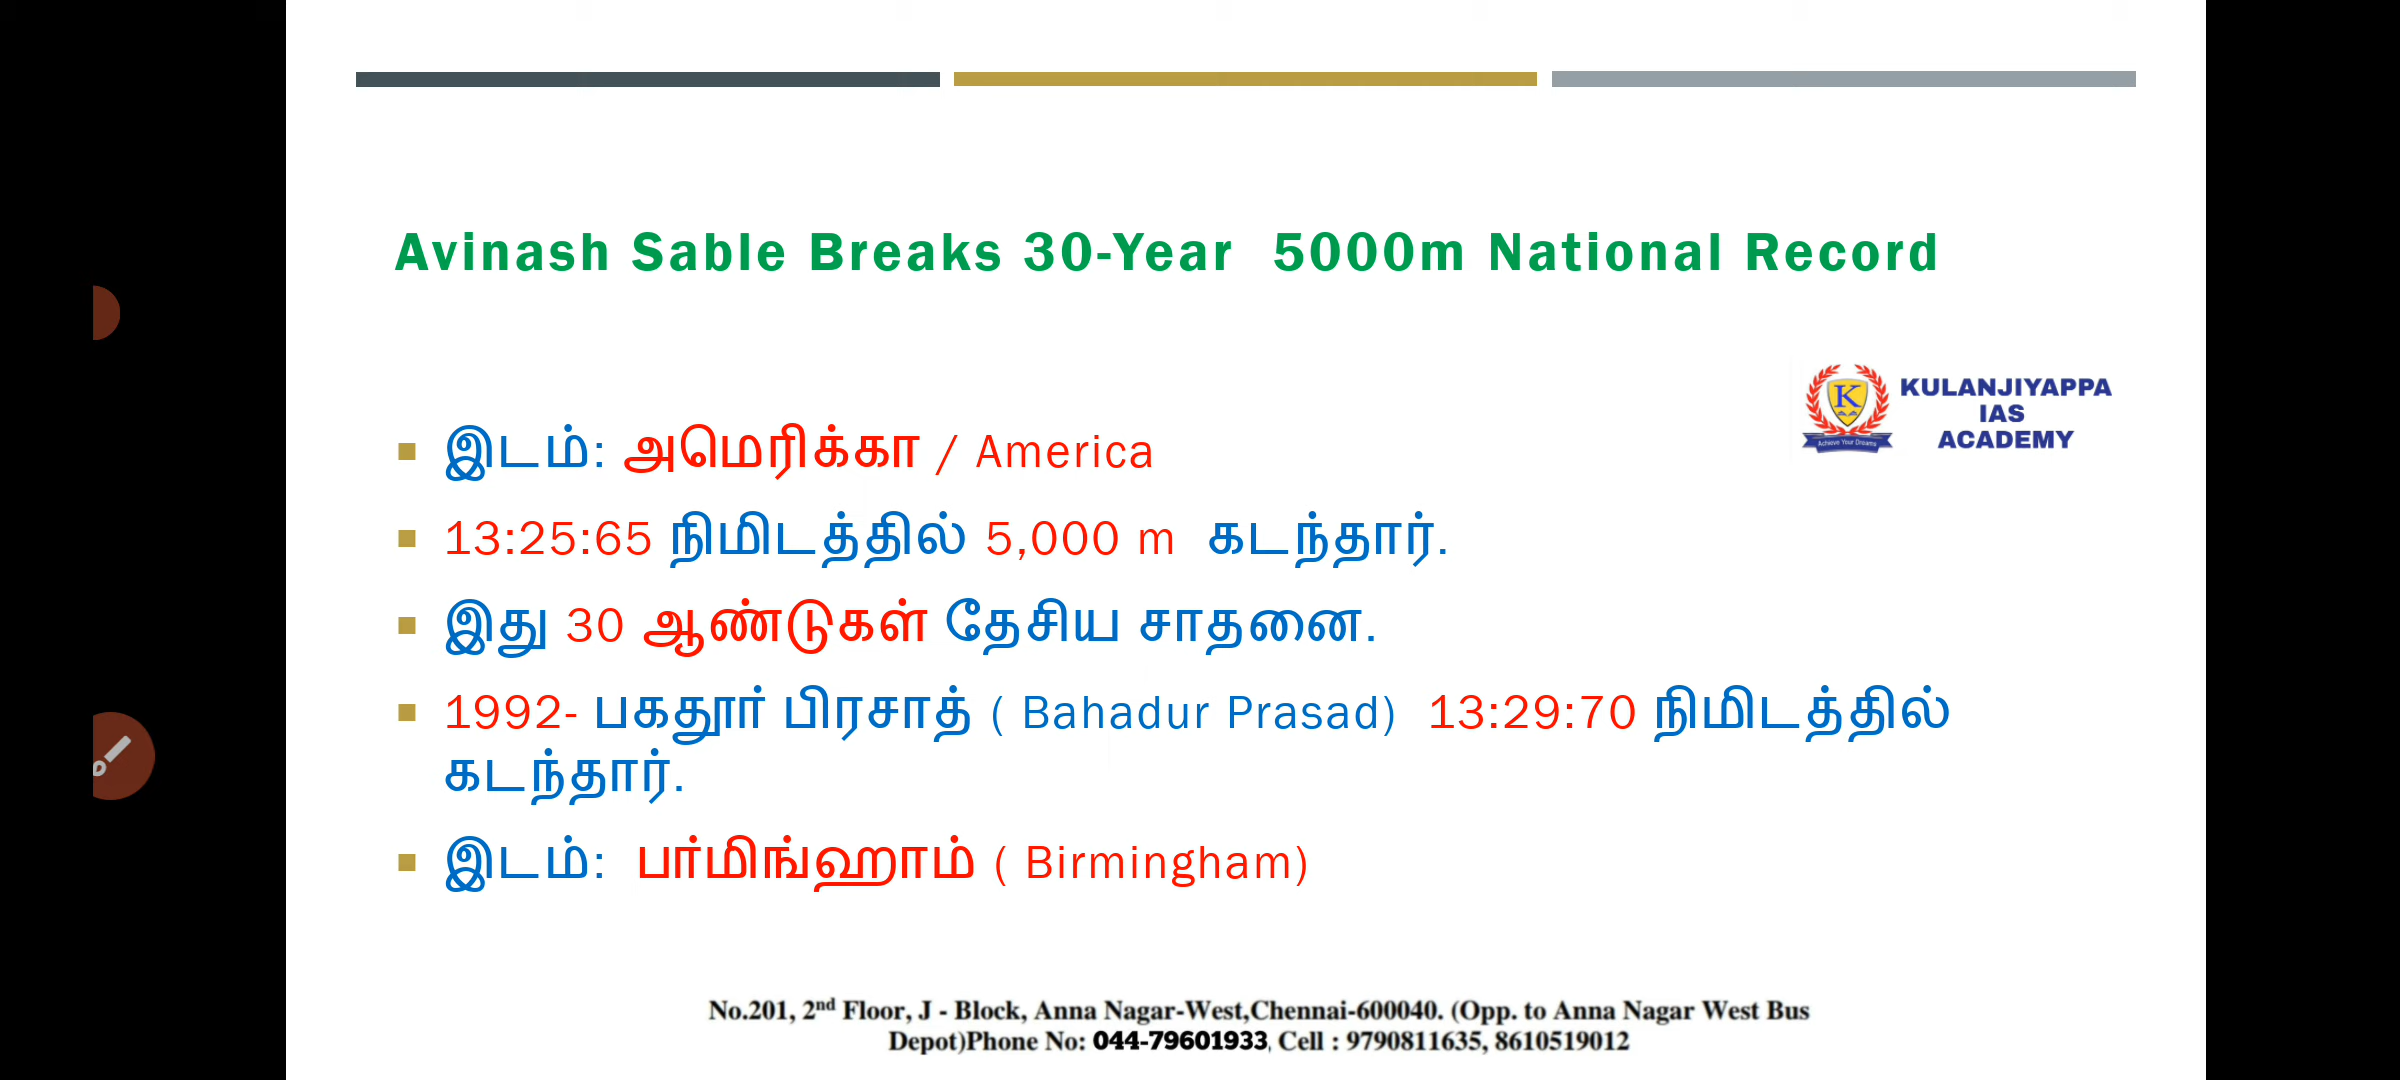 Avinash Sable Breaks 30-Year 5000m National Record
KULANJIYAPPA
IAS
ACADEMY
K
Achieve Your Dreams
இடம்: அமெரிக்கா / America
13:25:65 நிமிடத்தில் 5,000 m கடந்தார்.
இது 30 ஆண்டுகள் தேசிய சாதனை.
1992- பகதூர் பிரசாத் ( Bahadur Prasad) 13:29:70 நிமிடத்தில்
கடந்தார்.
இடம்: பர்மிங்ஹாம் ( Birmingham)
No.201, 2nd Floor, J - Block, Anna Nagar-West,Chennai-600040. (Opp. to Anna Nagar West Bus
Depot)Phone No: 044-79601933, Cell : 9790811635, 8610519012